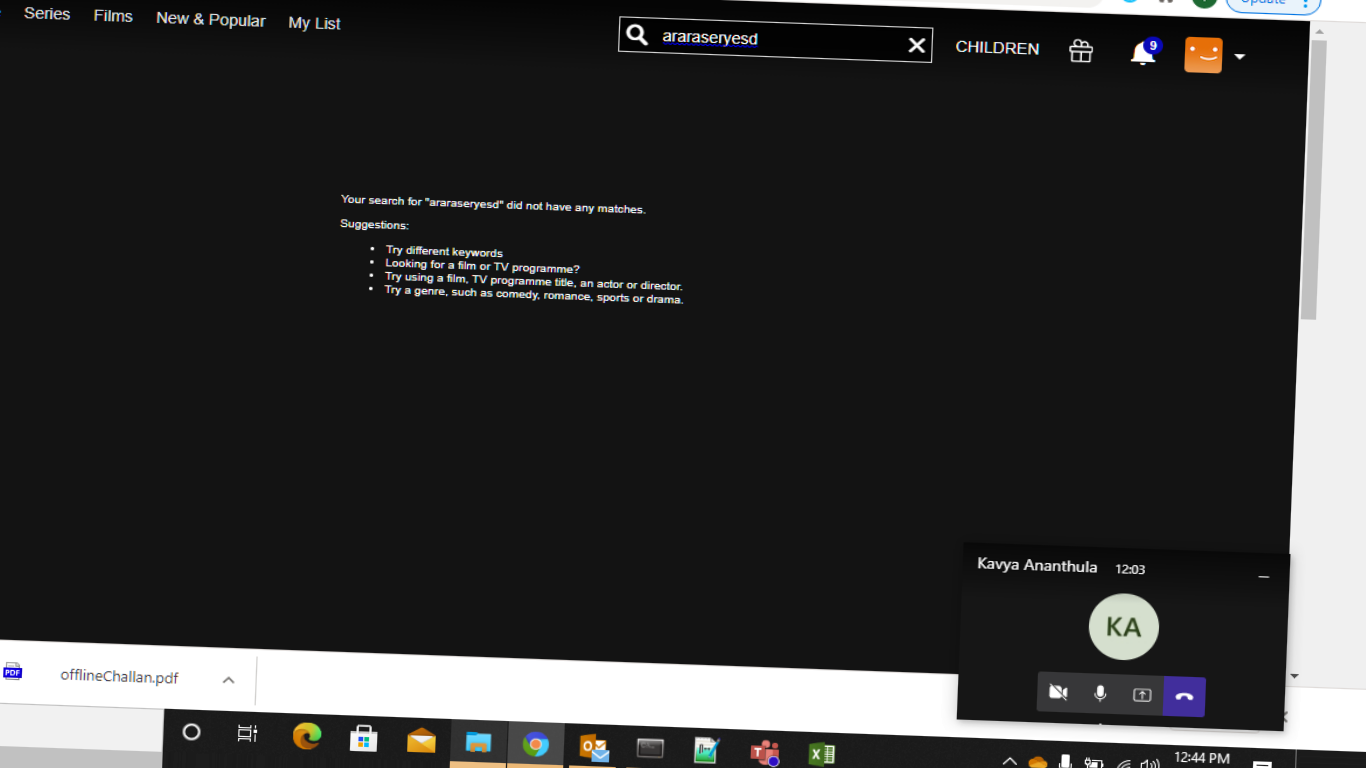 Update
Series Films New & Popular My List
araraseryesd
CHILDREN
9
Your search for "araraseryesd" did not have any matches.
Suggestions:
Try different keywords
Looking for a film or TV programme?
Try using a film, TV programme title, an actor or director.
Try a genre, such as comedy, romance, sports or drama.
Kavya Ananthula 12:03
KA
PDF
offlineChallan.pdf
12:44 PM